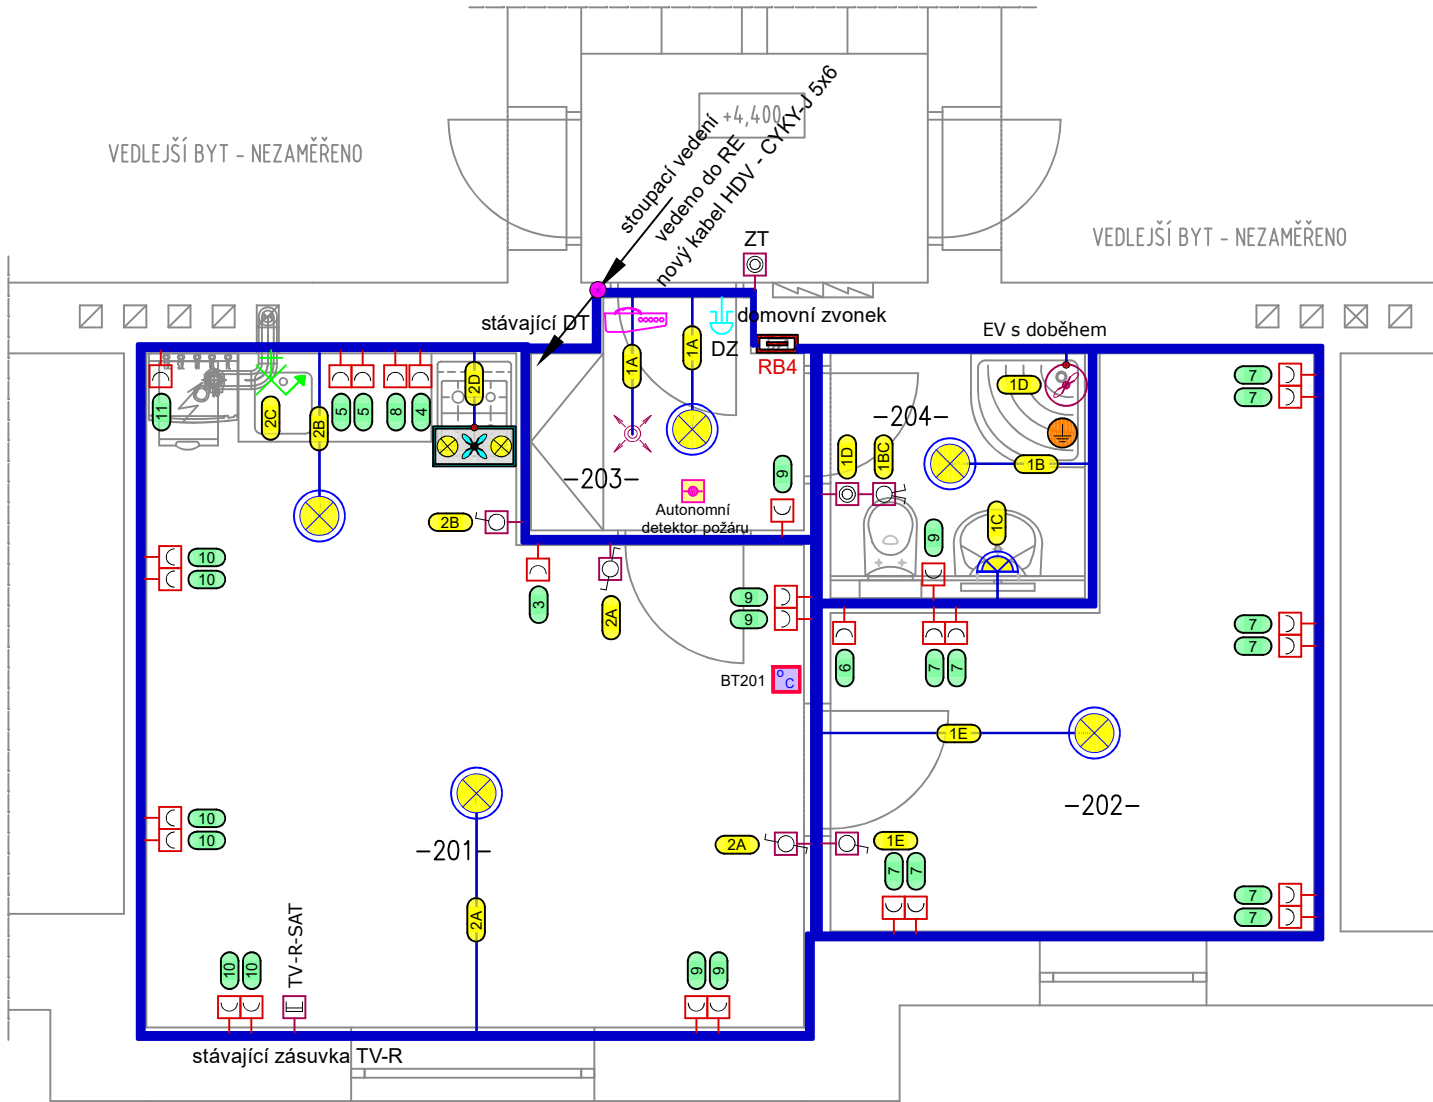 VEDLEJŠÍ BYT - NEZAMĚŘENO
+4,400
stoupací vedení
vedeno do RE
nový kabel HDV - CYKY-J 5x6
VEDLEJŠÍ BYT - NEZAMĚŘENO
ZT
stávající DT
domovní zvonek
DZ
RB4
EV s doběhem
1A
1A
1D
2D
2C
2B
11
5
5
8
4
7
7
-204-
1D
1BC
1B
1C
-203-
9
Autonomní
detektor požáru
2B
9
10
10
3
2A
9
9
6
7
7
7
7
BT201
°C
1E
-202-
10
10
2A
1E
-201-
7
7
7
7
2A
10
10
TV-R-SAT
9
9
stávající zásuvka TV-R